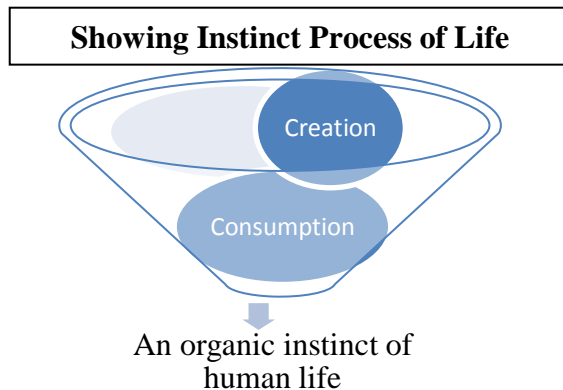 Showing Instinct Process of Life
Creation
Consumption
An organic instinct of
human life